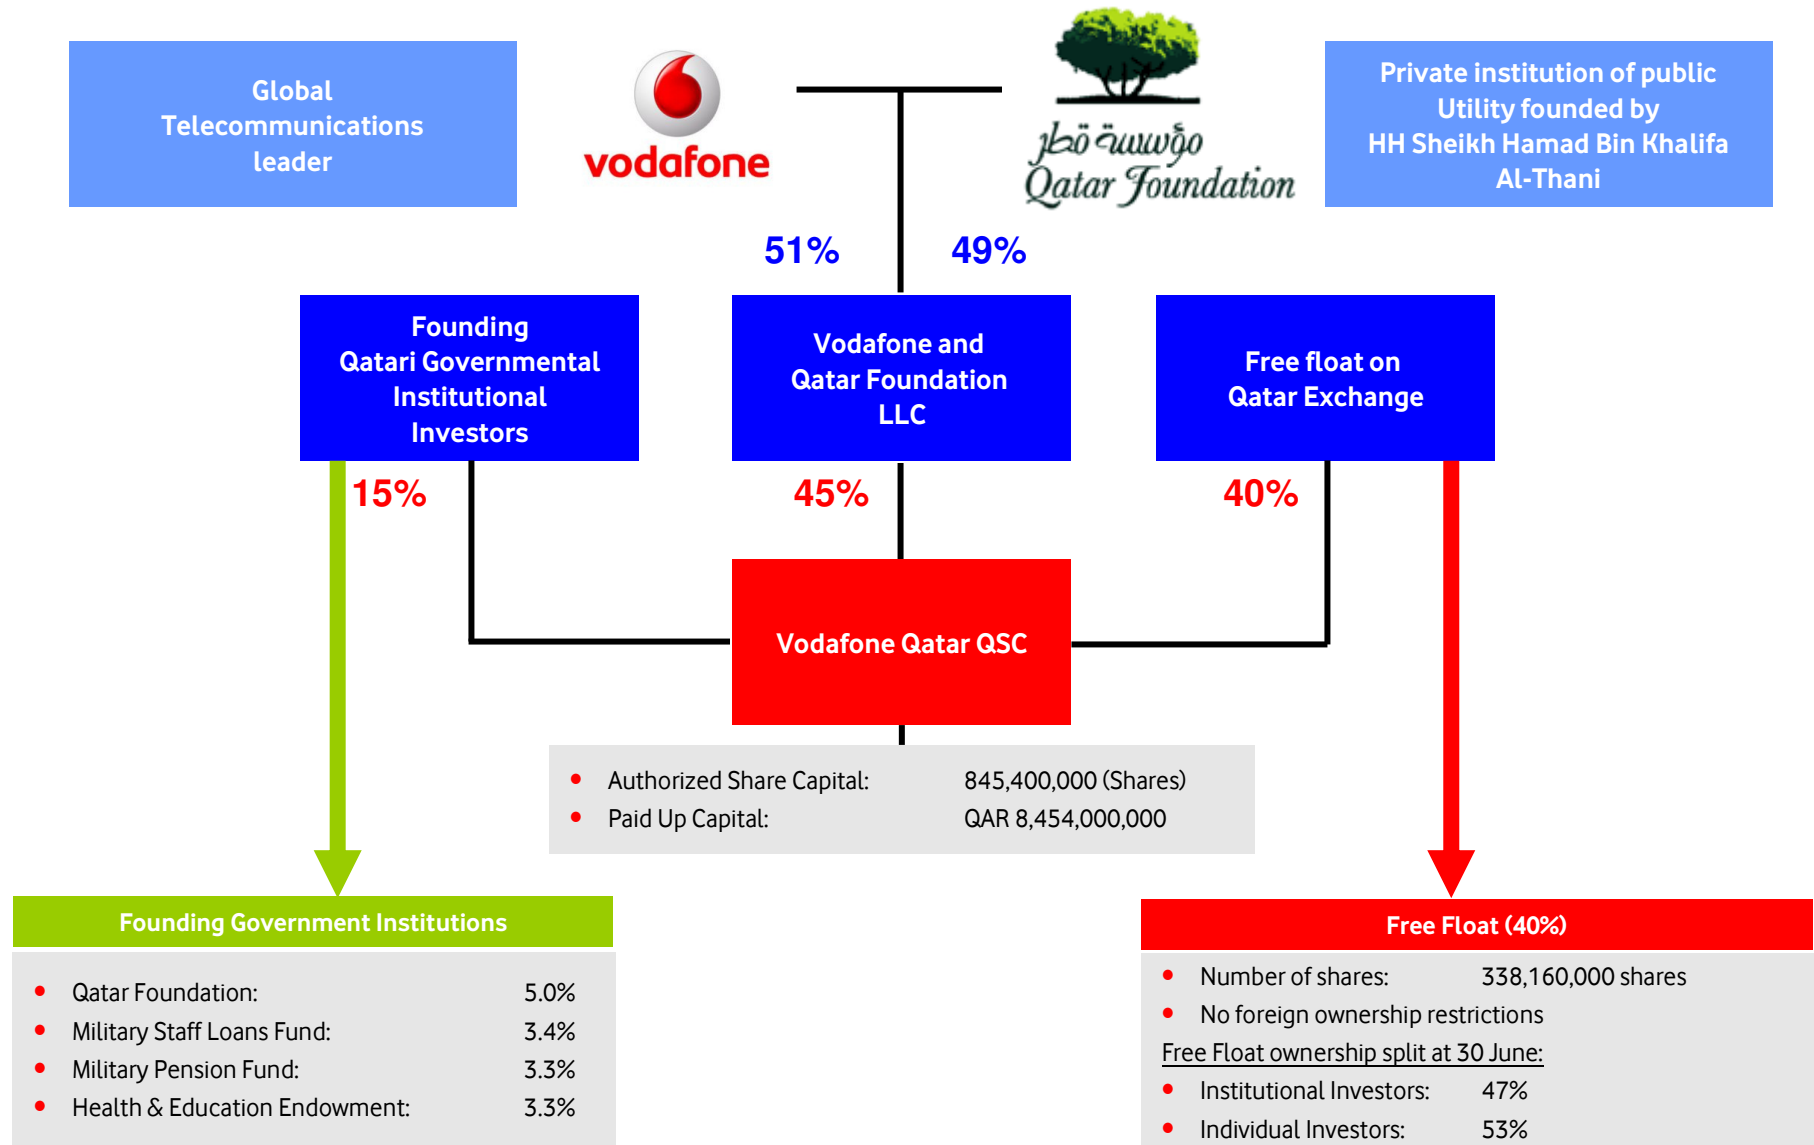 Global
Telecommunications
leader
vodafone
مؤسسة قطر
Qatar Foundation
Private institution of public
Utility founded by
HH Sheikh Hamad Bin Khalifa
Al-Thani
51%
49%
Founding
Qatari Governmental
Institutional
Investors
Vodafone and
Qatar Foundation
LLC
Free float on
Qatar Exchange
15%
45%
40%
Vodafone Qatar QSC
• Authorized Share Capital: 845,400,000 (Shares)
• Paid Up Capital: QAR 8,454,000,000
Founding Government Institutions
• Qatar Foundation: 5.0%
• Military Staff Loans Fund: 3.4%
• Military Pension Fund: 3.3%
• Health & Education Endowment: 3.3%
Free Float (40%)
• Number of shares: 338,160,000 shares
• No foreign ownership restrictions
Free Float ownership split at 30 June:
• Institutional Investors: 47%
• Individual Investors: 53%